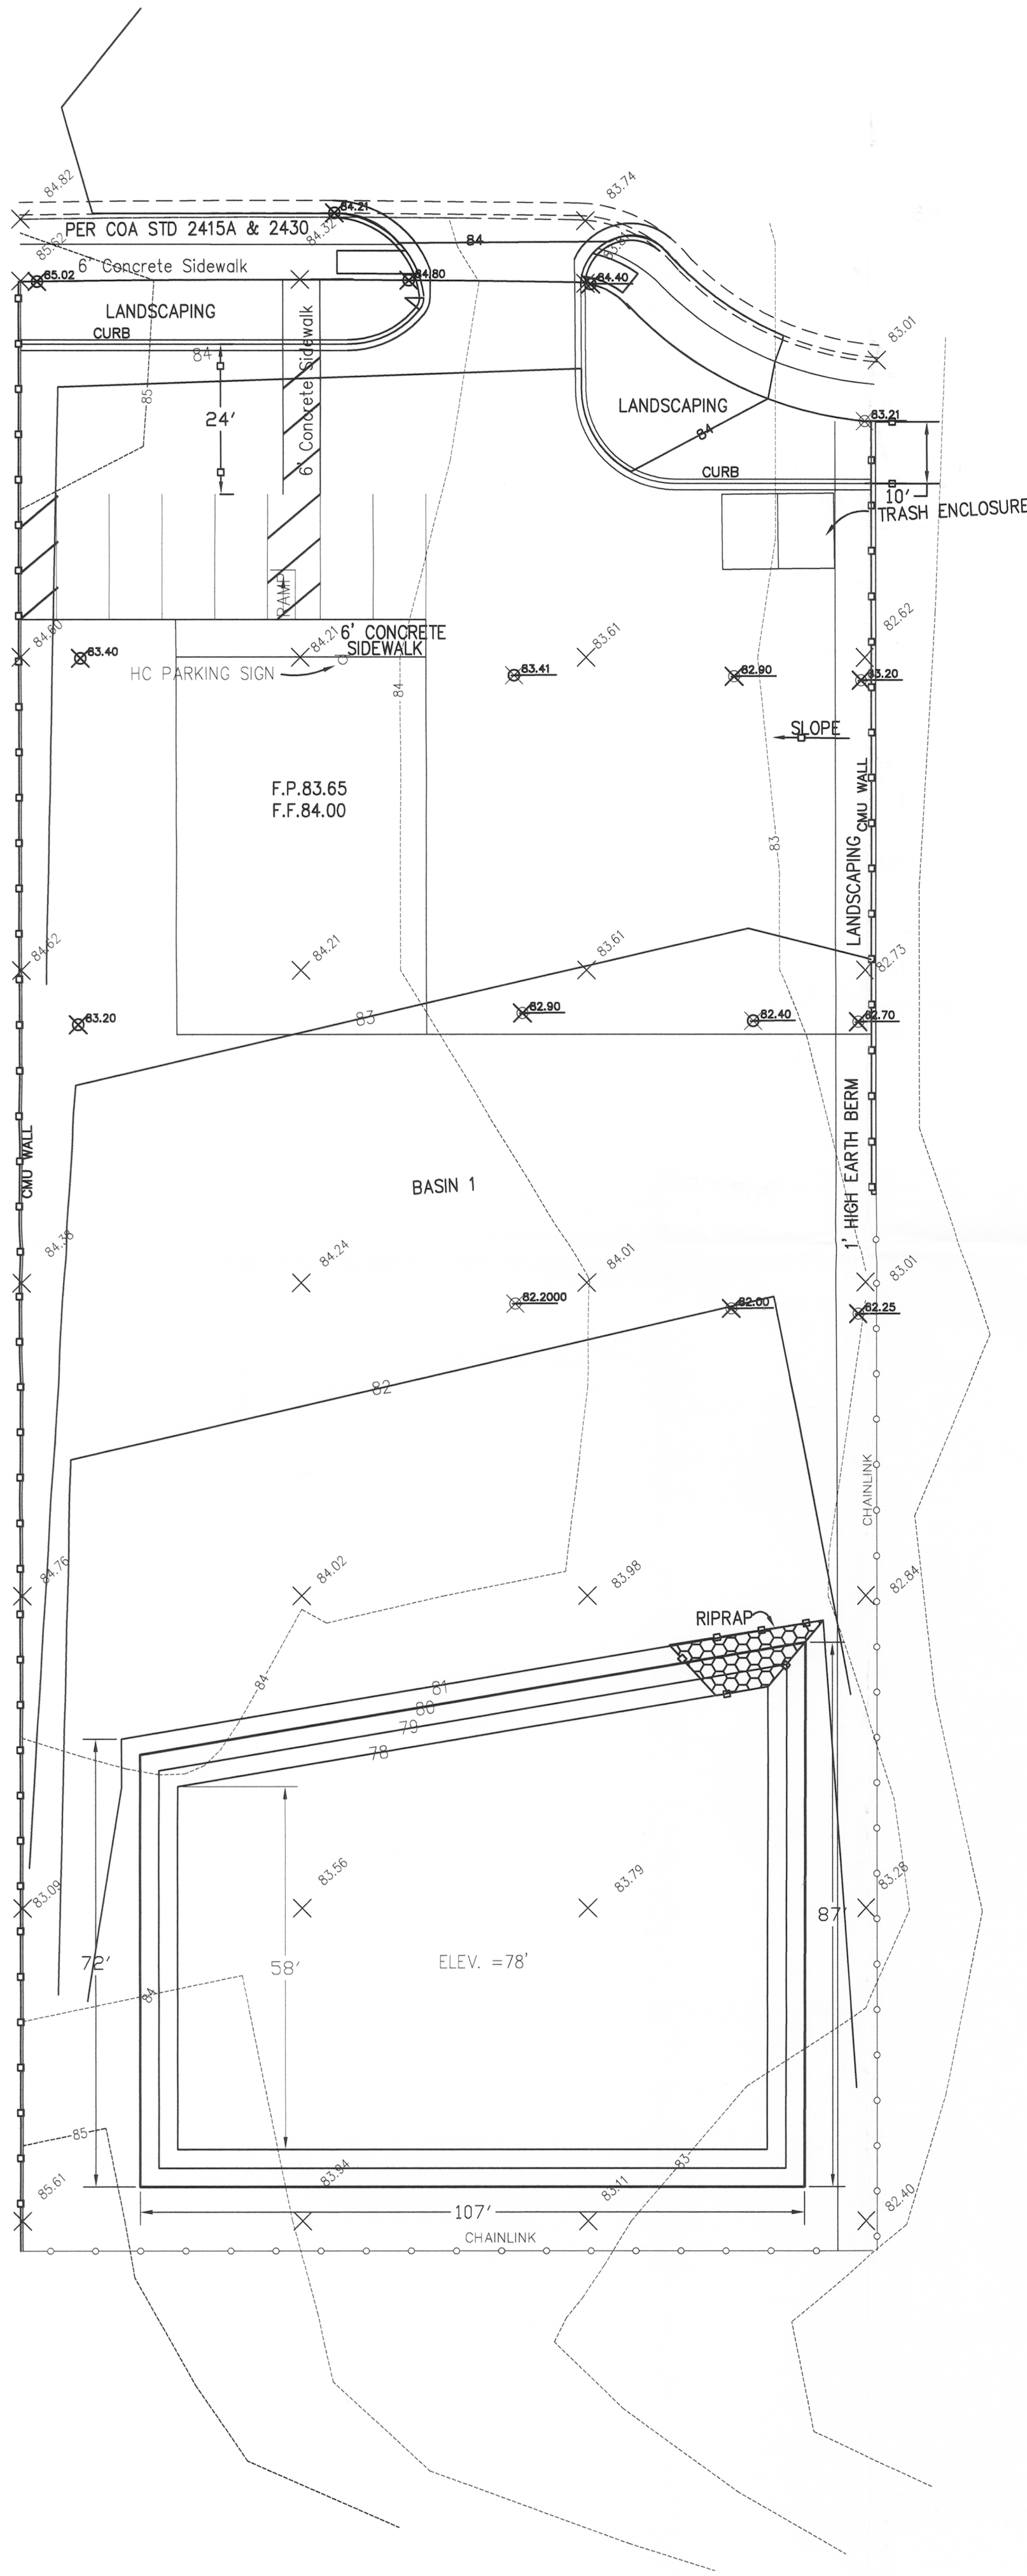 84.82
83.74
84.21
PER COA STD 2415A & 2430
84.32
85.62
84
6' Concrete Sidewalk
85.02
84.80
84.40
LANDSCAPING
CURB
83.01
84
6' Concrete Sidewalk
85
24'
LANDSCAPING
83.21
84
CURB
10'
TRASH ENCLOSURE
RAMP
84.60
83.40
84.21
6' CONCRETE
SIDEWALK
83.61
82.62
HC PARKING SIGN
83.41
82.90
83.20
84
SLOPE
F.P.83.65
F.F.84.00
CMU WALL
LANDSCAPING
83
84.62
84.21
83.61
82.73
83.20
83
82.90
82.40
82.70
CMU WALL
1' HIGH EARTH BERM
BASIN 1
84.38
84.24
84.01
83.01
82.2000
82.00
82.25
82
CHAINLINK
84.76
84.02
83.98
82.84
RIPRAP
84
81
80
79
78
83.09
83.56
83.79
83.28
87'
72'
58'
ELEV. =78'
84
85
83
85.61
83.94
83.11
82.40
107'
CHAINLINK